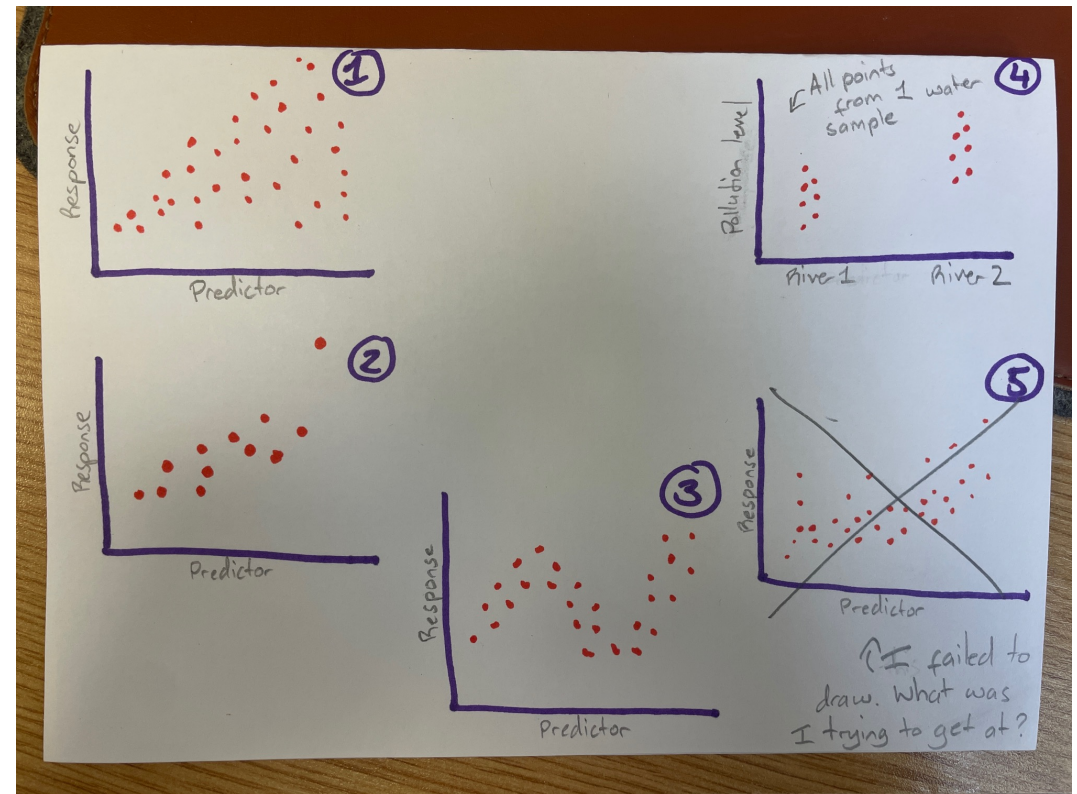 1
Response
Predictor
4
All points
from 1 water
sample
Pollution level
River 1
River 2
2
Response
Predictor
3
Response
Predictor
5
Response
Predictor
I failed to
draw. What was
I trying to get at?